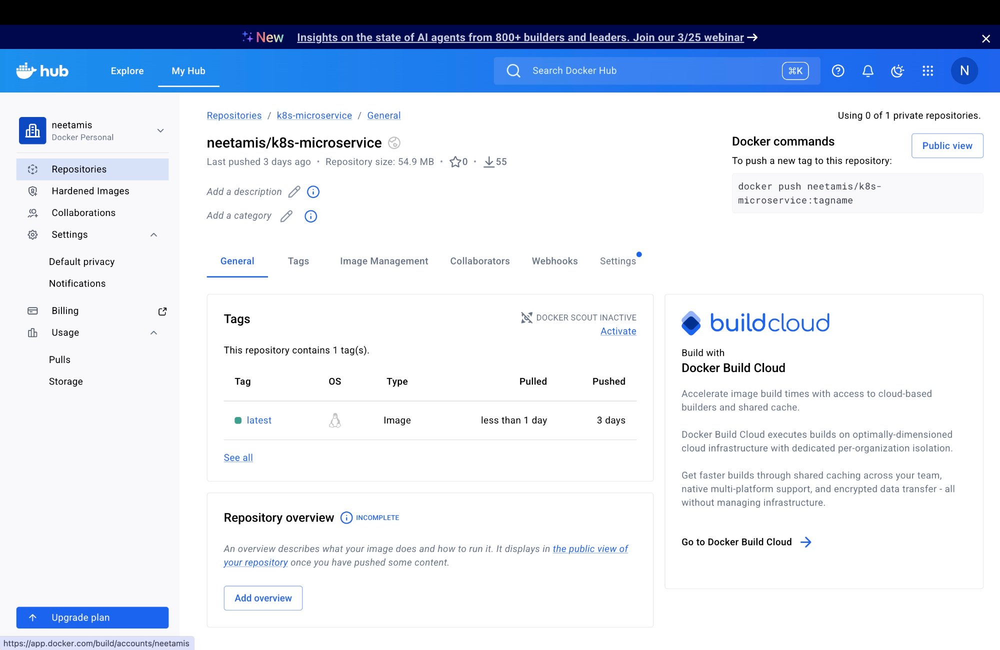 New Insights on the state of AI agents from 800+ builders and leaders. Join our 3/25 webinar →
hub
Explore
My Hub
Search Docker Hub
⌘K
N
neetamis
Docker Personal
Repositories
Hardened Images
Collaborations
Settings
Default privacy
Notifications
Billing
Usage
Pulls
Storage
Upgrade plan
https://app.docker.com/build/accounts/neetamis
Repositories / k8s-microservice / General
Using 0 of 1 private repositories.
neetamis/k8s-microservice
Last pushed 3 days ago • Repository size: 54.9 MB • 0 • 55
Add a description
Add a category
Docker commands
Public view
To push a new tag to this repository:
docker push neetamis/k8s-
microservice:tagname
General
Tags
Image Management
Collaborators
Webhooks
Settings
Tags
DOCKER SCOUT INACTIVE
Activate
This repository contains 1 tag(s).
Tag OS Type Pulled Pushed
latest Image less than 1 day 3 days
See all
Repository overview INCOMPLETE
An overview describes what your image does and how to run it. It displays in the public view of
your repository once you have pushed some content.
Add overview
buildcloud
Build with
Docker Build Cloud
Accelerate image build times with access to cloud-based
builders and shared cache.
Docker Build Cloud executes builds on optimally-dimensioned
cloud infrastructure with dedicated per-organization isolation.
Get faster builds through shared caching across your team,
native multi-platform support, and encrypted data transfer - all
without managing infrastructure.
Go to Docker Build Cloud →